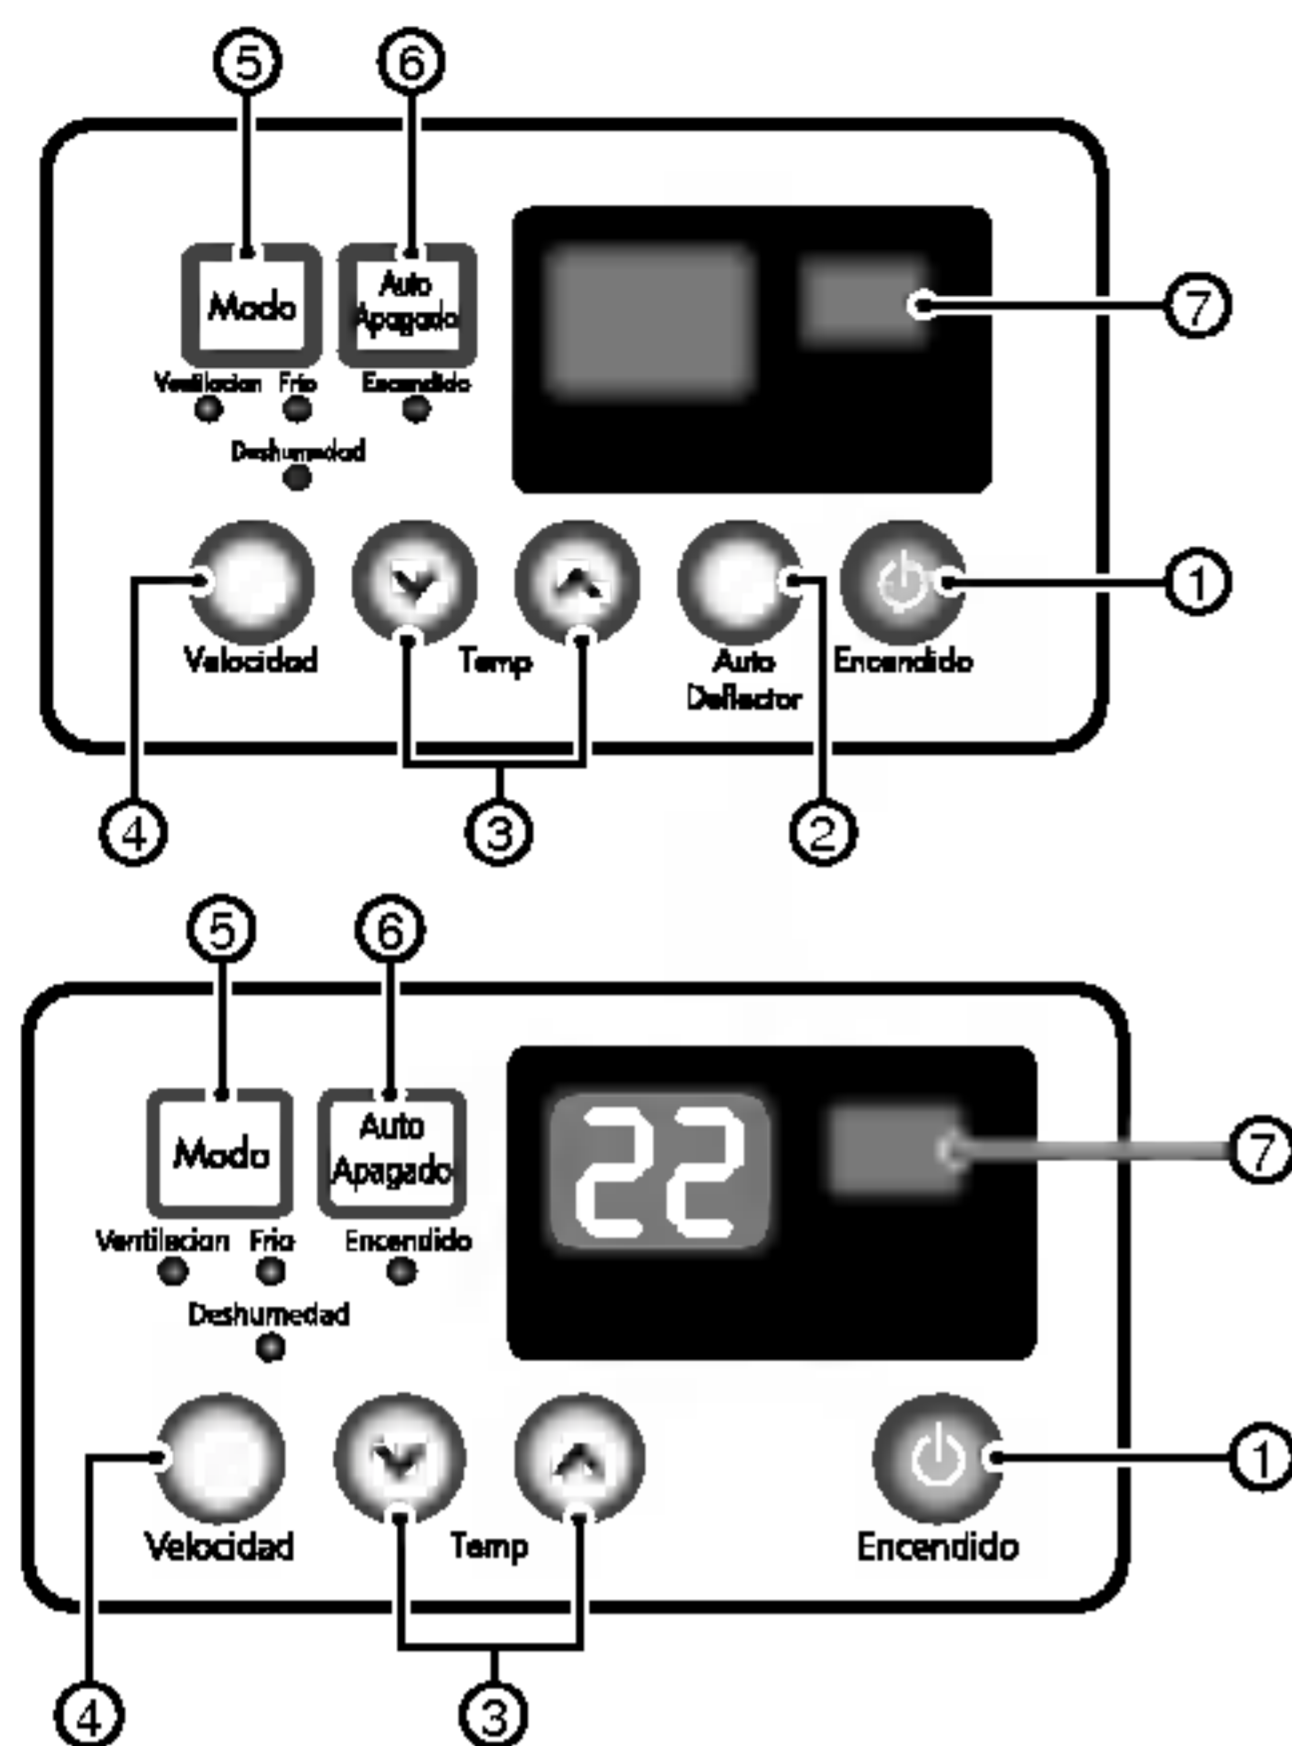 5 6
Modo
Auto
Apagado
7
Ventilacion Frio Encendido
Deshumedad
1
Velocidad Temp Auto
Deflector
Encendido
4 3 2
5 6
Modo
Auto
Apagado
22
7
Ventilacion Frio Encendido
Deshumedad
1
Velocidad Temp Encendido
4 3